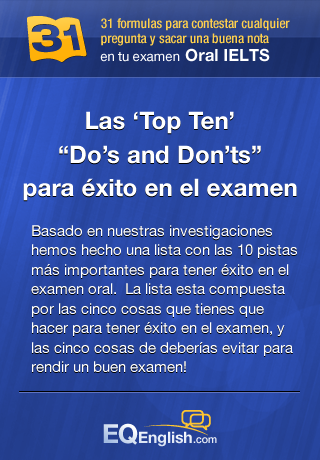 31
31 formulas para contestar cualquier
pregunta y sacar una buena nota
en tu examen Oral IELTS
Las ‘Top Ten’
“Do’s and Don’ts”
para éxito en el examen
Basado en nuestras investigaciones
hemos hecho una lista con las 10 pistas
más importantes para tener éxito en el
examen oral. La lista esta compuesta
por las cinco cosas que tienes que
hacer para tener éxito en el examen, y
las cinco cosas de deberías evitar para
rendir un buen examen!
EQEnglish.com